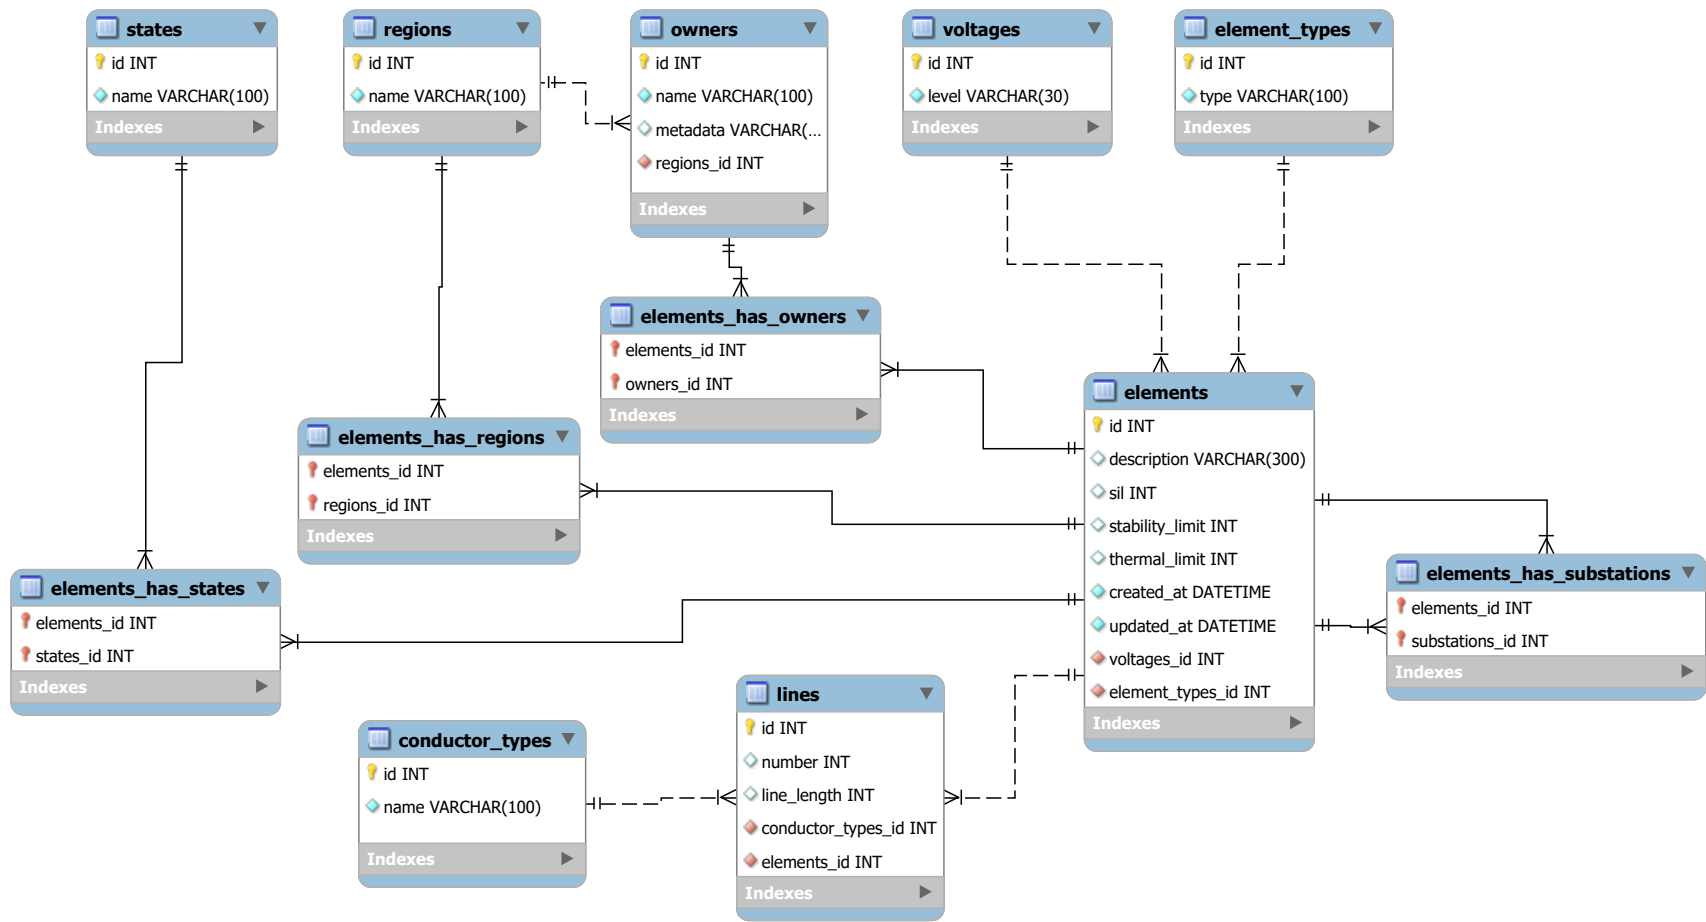 states
id INT
name VARCHAR(100)
Indexes
regions
id INT
name VARCHAR(100)
Indexes
owners
id INT
name VARCHAR(100)
metadata VARCHAR(...
regions_id INT
Indexes
voltages
id INT
level VARCHAR(30)
Indexes
element_types
id INT
type VARCHAR(100)
Indexes
elements_has_owners
elements_id INT
owners_id INT
Indexes
elements_has_regions
elements_id INT
regions_id INT
Indexes
elements
id INT
description VARCHAR(300)
sil INT
stability_limit INT
thermal_limit INT
created_at DATETIME
updated_at DATETIME
voltages_id INT
element_types_id INT
Indexes
elements_has_states
elements_id INT
states_id INT
Indexes
elements_has_substations
elements_id INT
substations_id INT
Indexes
conductor_types
id INT
name VARCHAR(100)
Indexes
lines
id INT
number INT
line_length INT
conductor_types_id INT
elements_id INT
Indexes